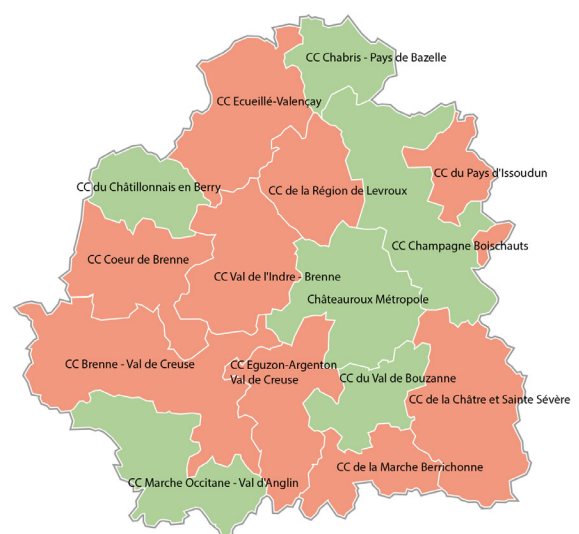 CC Chabris - Pays de Bazelle
CC Ecueillé-Valençay
CC du Pays d'Issoudun
CC du Châtillonnais en Berry
CC de la Région de Levroux
CC Champagne Boischauts
CC Coeur de Brenne
CC Val de l'Indre - Brenne
Châteauroux Métropole
CC Brenne - Val de Creuse
CC Eguzon-Argenton
Val de Creuse
CC du Val de Bouzanne
CC de la Châtre et Sainte Sévère
CC de la Marche Berrichonne
CC Marche Occitane - Val d'Anglin